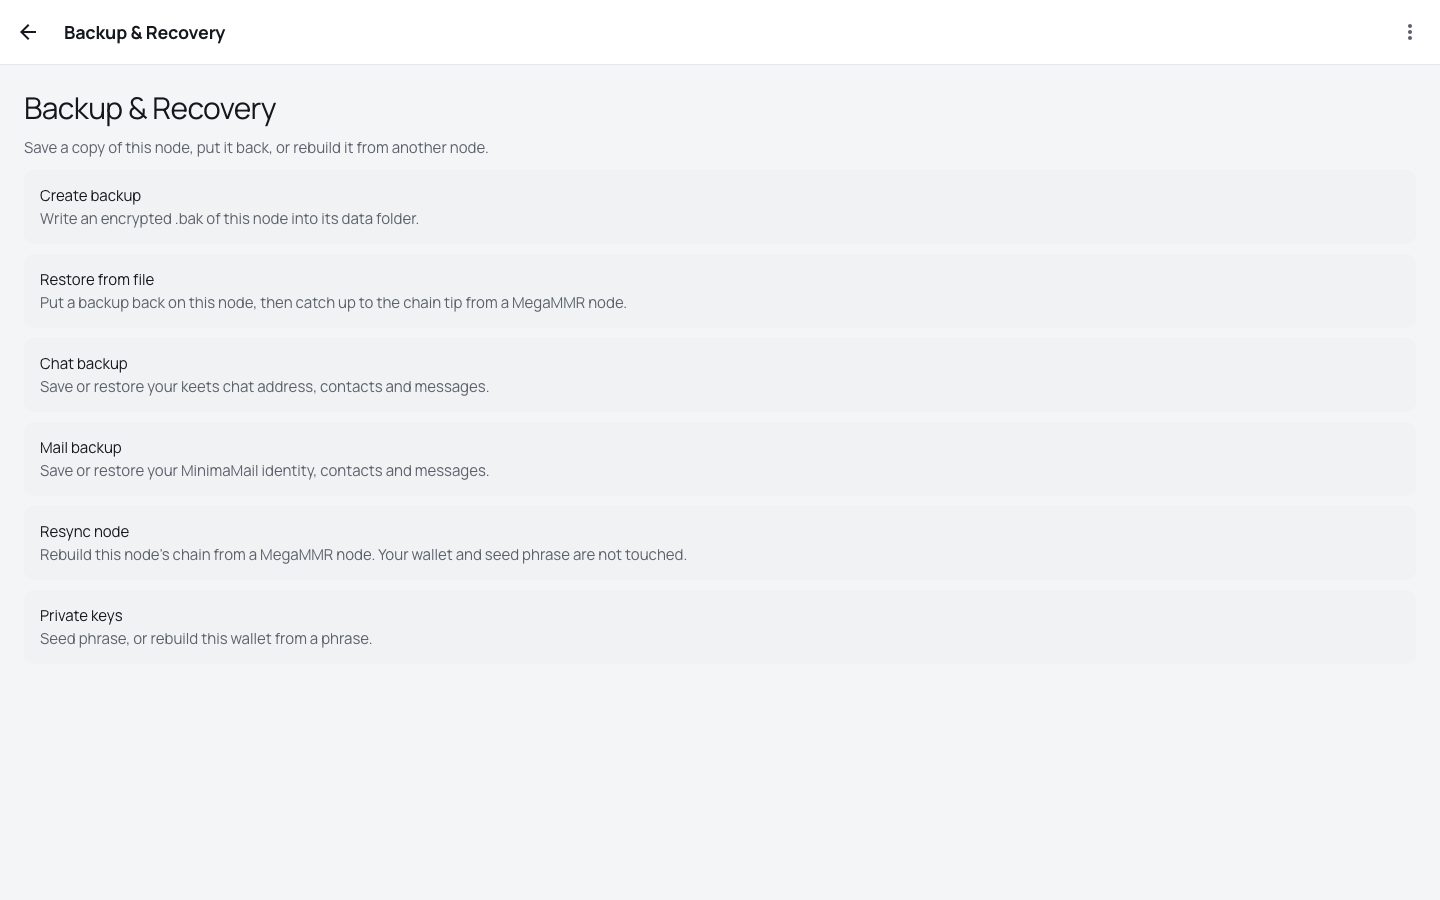 Backup & Recovery
Backup & Recovery
Save a copy of this node, put it back, or rebuild it from another node.
Create backup
Write an encrypted .bak of this node into its data folder.
Restore from file
Put a backup back on this node, then catch up to the chain tip from a MegaMMR node.
Chat backup
Save or restore your keets chat address, contacts and messages.
Mail backup
Save or restore your MinimaMail identity, contacts and messages.
Resync node
Rebuild this node's chain from a MegaMMR node. Your wallet and seed phrase are not touched.
Private keys
Seed phrase, or rebuild this wallet from a phrase.